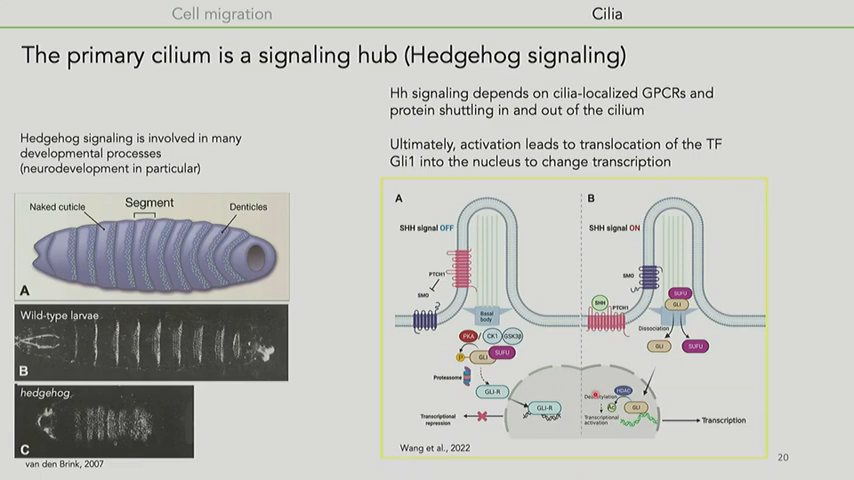 Cell migration
Cilia
The primary cilium is a signaling hub (Hedgehog signaling)
Hh signaling depends on cilia-localized GPCRs and
protein shuttling in and out of the cilium
Ultimately, activation leads to translocation of the TF
Gli1 into the nucleus to change transcription
Hedgehog signaling is involved in many
developmental processes
(neurodevelopment in particular)
Naked cuticle
Segment
Denticles
A
Wild-type larvae
B
hedgehog
C
van den Brink, 2007
A
SHH signal OFF
PTCH1
SMO
Basal
body
PKA
CK1
GSK3β
P
GLI
SUFU
Proteasome
GLI-R
GLI-R
Transcriptional
repression
B
SHH signal ON
SMO
SHH
PTCH1
SUFU
GLI
Dissociation
GLI
SUFU
HDAC
Ac
GLI
Transcriptional
activation
Transcription
Wang et al., 2022
20